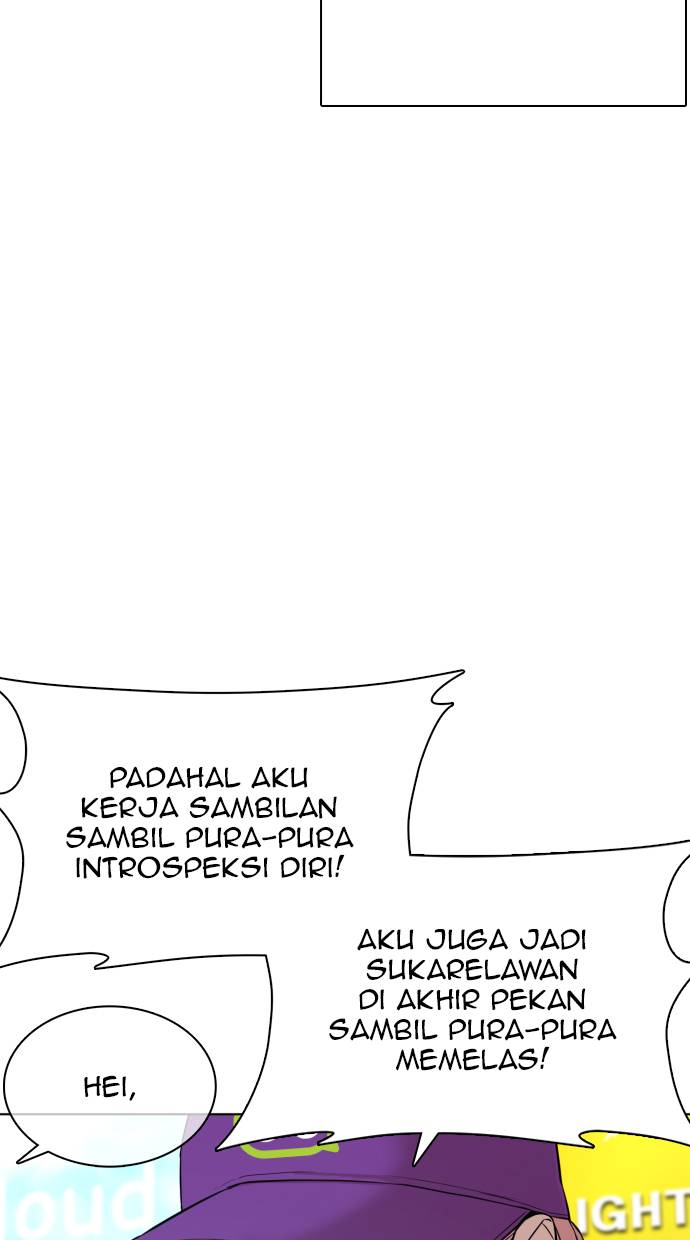 PADAHAL AKU
KERJA SAMBILAN
SAMBIL PURA-PURA
INTROSPEKSI DIRI!
AKU JUGA JADI
SUKARELAWAN
DI AKHIR PEKAN
SAMBIL PURA-PURA
MEMELAS!
HEI,
loud
IGHT